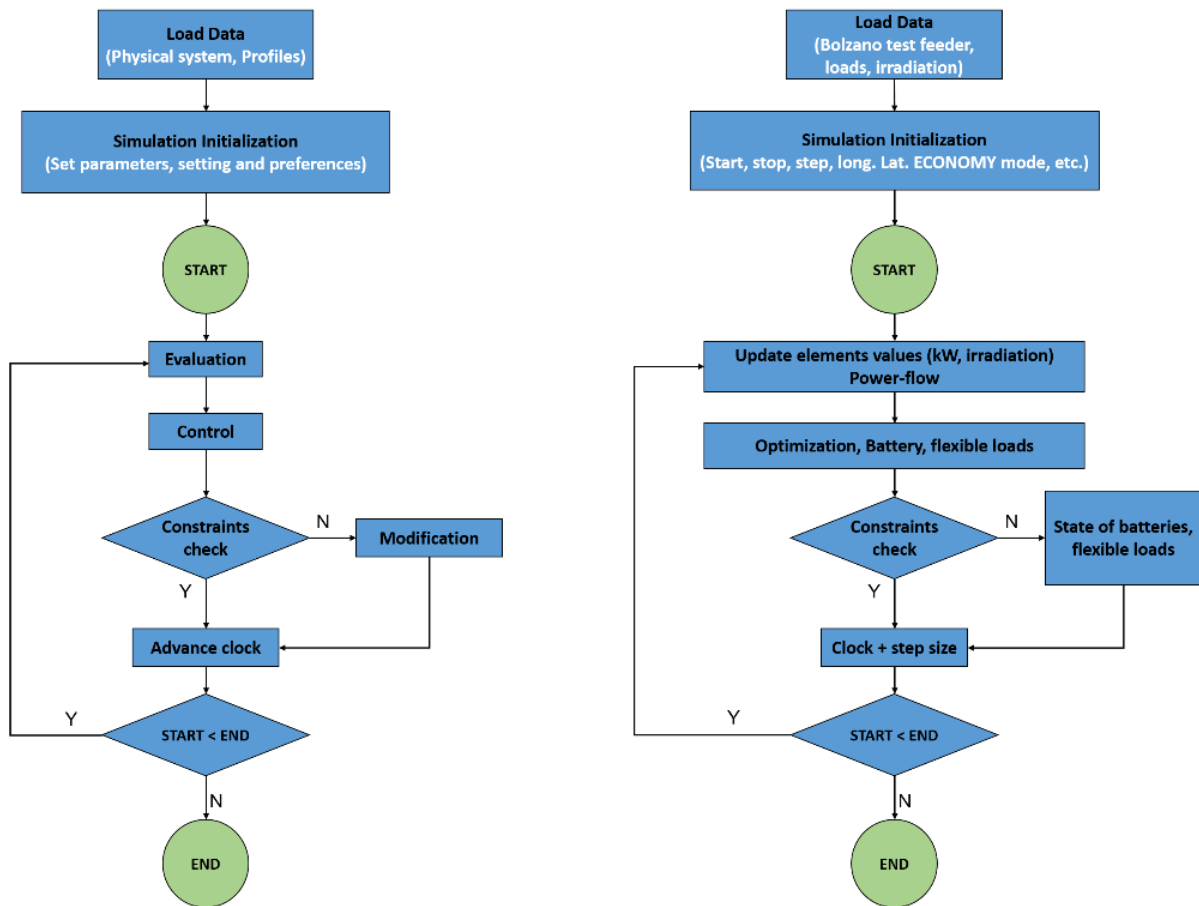 Load Data
(Physical system, Profiles)
Simulation Initialization
(Set parameters, setting and preferences)
START
Evaluation
Control
Constraints
check
N
Modification
Y
Advance clock
Y
START < END
N
END
Load Data
(Bolzano test feeder,
loads, irradiation)
Simulation Initialization
(Start, stop, step, long. Lat. ECONOMY mode, etc.)
START
Update elements values (kW, irradiation)
Power-flow
Optimization, Battery, flexible loads
Constraints
check
N
State of batteries,
flexible loads
Y
Clock + step size
Y
START < END
N
END